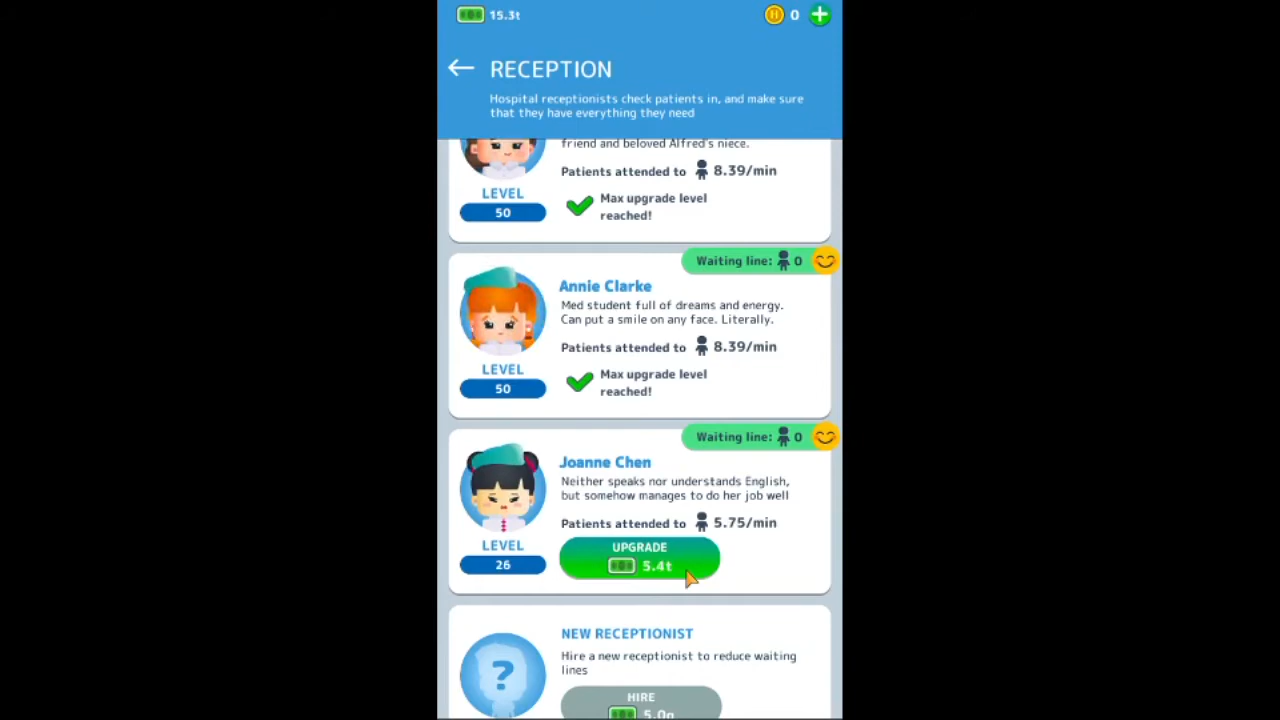 15.3t
0
RECEPTION
Hospital receptionists check patients in, and make sure
that they have everything they need
friend and beloved Alfred's niece.
Patients attended to 8.39/min
LEVEL
50
Max upgrade level
reached!
Waiting line: 0
Annie Clarke
Med student full of dreams and energy.
Can put a smile on any face. Literally.
Patients attended to 8.39/min
LEVEL
50
Max upgrade level
reached!
Waiting line: 0
Joanne Chen
Neither speaks nor understands English,
but somehow manages to do her job well
Patients attended to 5.75/min
LEVEL
26
UPGRADE
5.4t
NEW RECEPTIONIST
Hire a new receptionist to reduce waiting
lines
?
HIRE